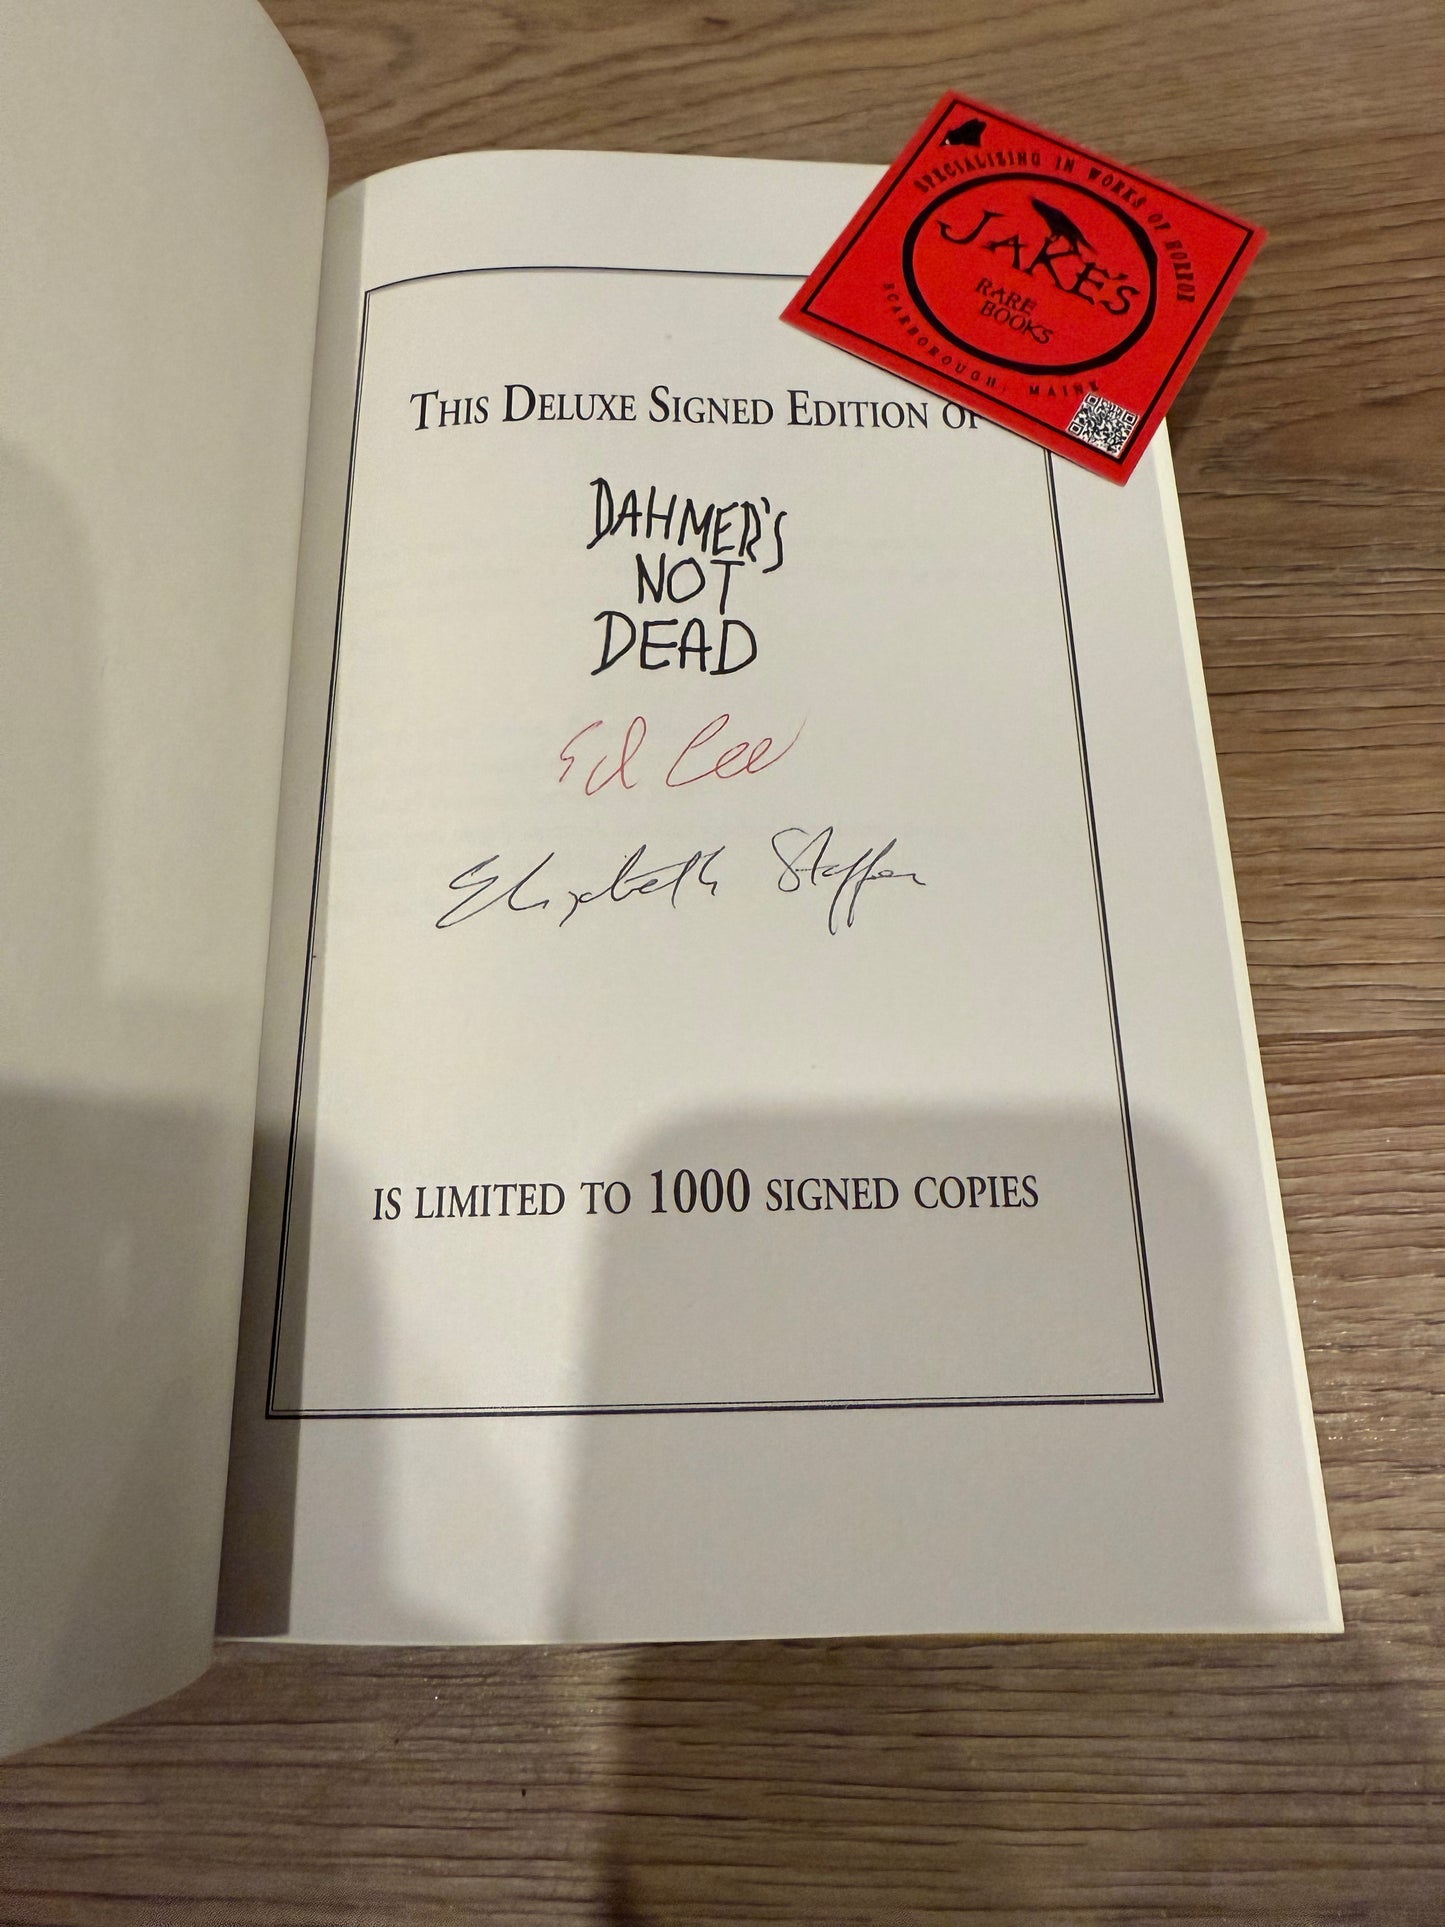 THIS DELUXE SIGNED EDITION OF
DAHMER'S
NOT
DEAD
Ed Lee
Elizabeth Steffen
IS LIMITED TO 1000 SIGNED COPIES
SPECIALIZING IN WORKS OF HORROR
JAKE'S
RARE
BOOKS
SCARBOROUGH, MAINE